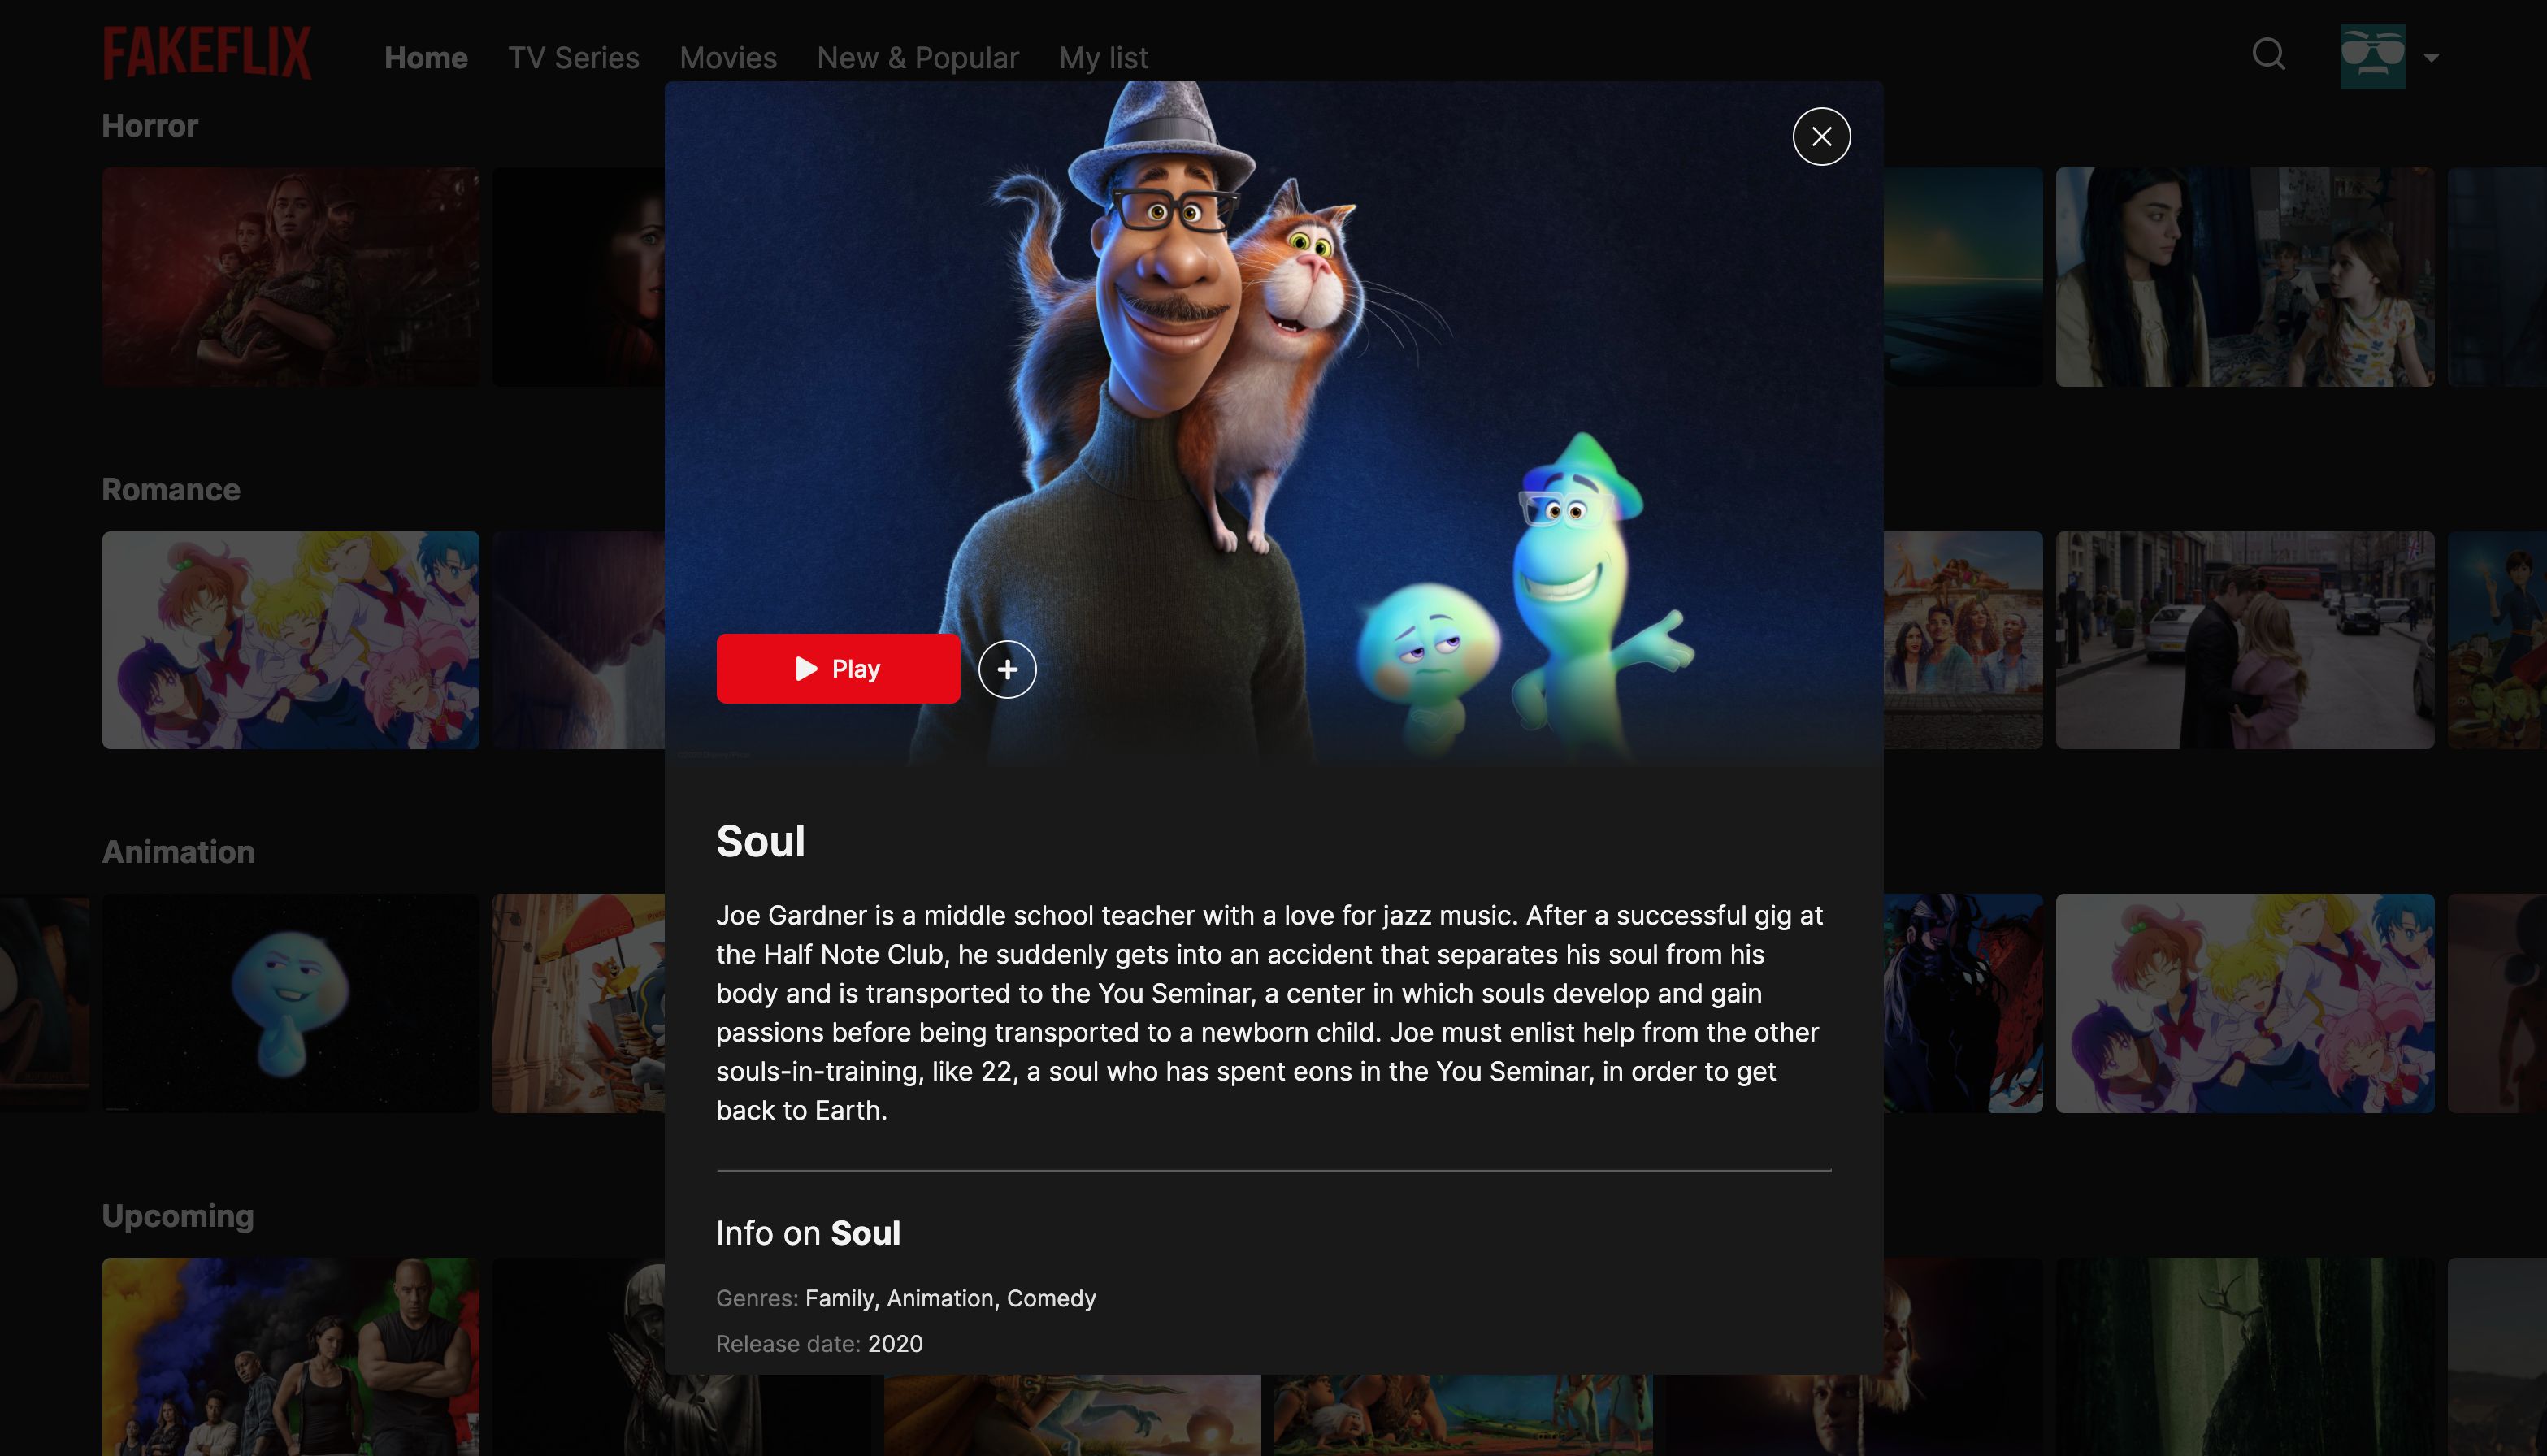 FAKEFLIX
Home TV Series Movies New & Popular My list
Horror
Romance
Play
Animation
Soul
Joe Gardner is a middle school teacher with a love for jazz music. After a successful gig at
the Half Note Club, he suddenly gets into an accident that separates his soul from his
body and is transported to the You Seminar, a center in which souls develop and gain
passions before being transported to a newborn child. Joe must enlist help from the other
souls-in-training, like 22, a soul who has spent eons in the You Seminar, in order to get
back to Earth.
Upcoming
Info on Soul
Genres: Family, Animation, Comedy
Release date: 2020